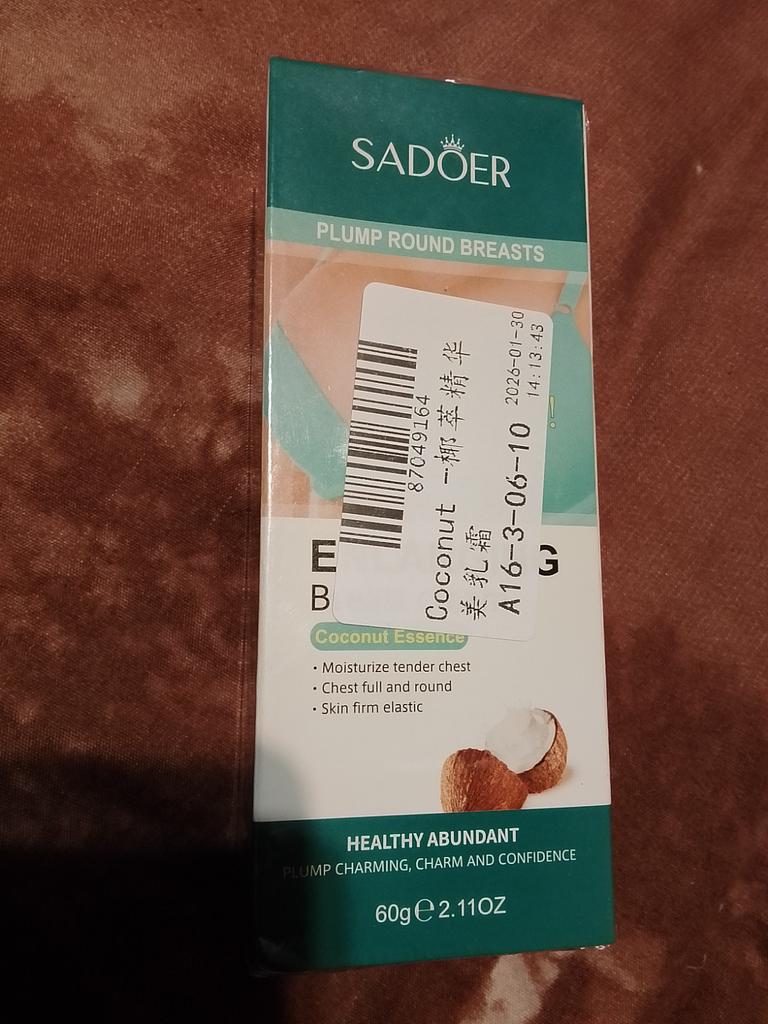 SADOER
PLUMP ROUND BREASTS
87049164
Coconut 一椰萃精华
美乳霜
A16-3-06-10
2026-01-30
14:13:43
Coconut Essence
• Moisturize tender chest
• Chest full and round
• Skin firm elastic
HEALTHY ABUNDANT
PLUMP CHARMING, CHARM AND CONFIDENCE
60g℮2.11OZ